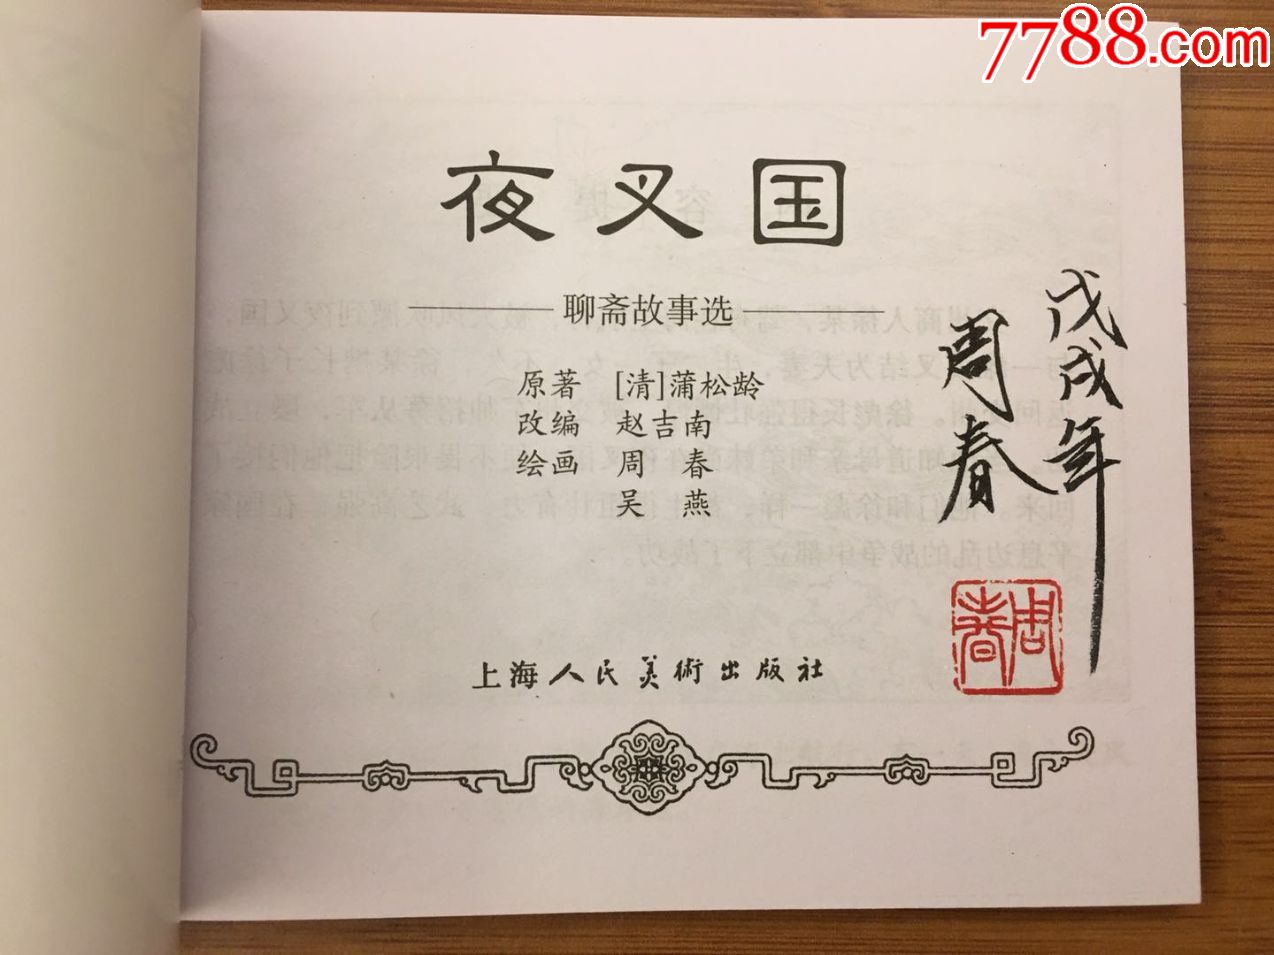 7788.com
夜叉国
聊斋故事选
原著 [清]蒲松龄
改编 赵吉南
绘画 周 春
吴 燕
戊戌年
周春
周春
上海人民美術出版社